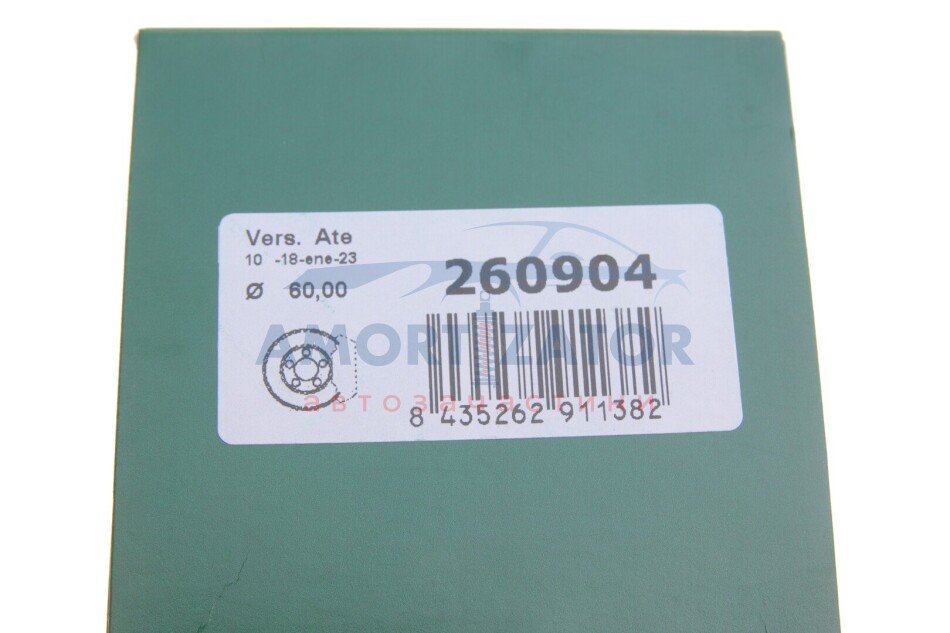 Vers. Ate
10 -18-ene-23
Ø 60,00
260904
AMORTIZATOR
автозапчастини
8 435262 911382